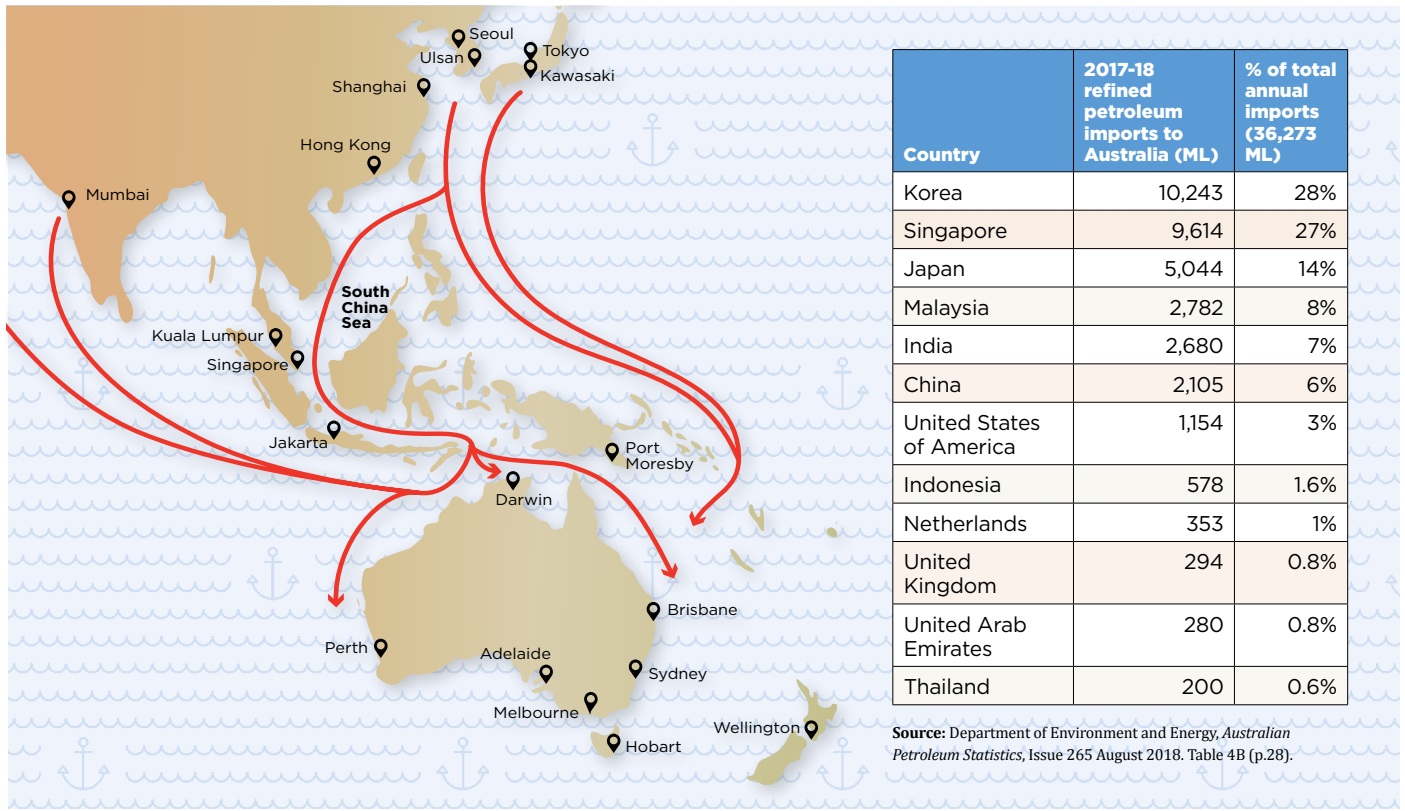 Seoul
Ulsan
Tokyo
Kawasaki
Shanghai
Hong Kong
Mumbai
South
China
Sea
Kuala Lumpur
Singapore
Jakarta
Port
Moresby
Darwin
Brisbane
Perth
Adelaide
Sydney
Melbourne
Wellington
Hobart
Country
2017-18
refined
petroleum
imports to
Australia (ML)
% of total
annual
imports
(36,273
ML)
Korea 10,243 28%
Singapore 9,614 27%
Japan 5,044 14%
Malaysia 2,782 8%
India 2,680 7%
China 2,105 6%
United States 1,154 3%
of America
Indonesia 578 1.6%
Netherlands 353 1%
United 294 0.8%
Kingdom
United Arab 280 0.8%
Emirates
Thailand 200 0.6%
Source: Department of Environment and Energy, Australian
Petroleum Statistics, Issue 265 August 2018. Table 4B (p.28).